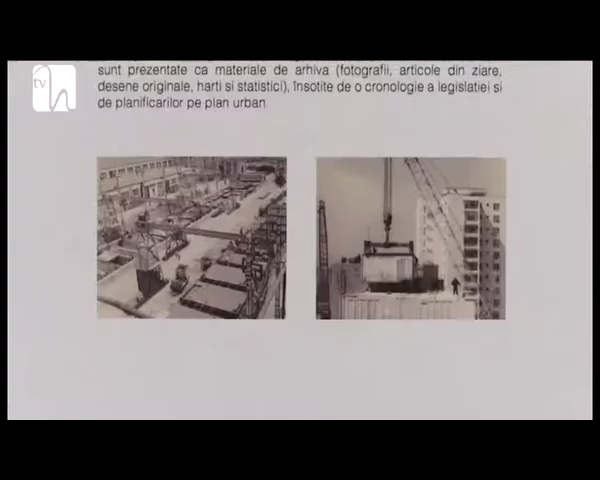 sunt prezentate ca materiale de arhiva (fotografii, articole din ziare,
desene originale, harti si statistici), însotite de o cronologie a legislatiei si
de planificarilor pe plan urban.
tv h